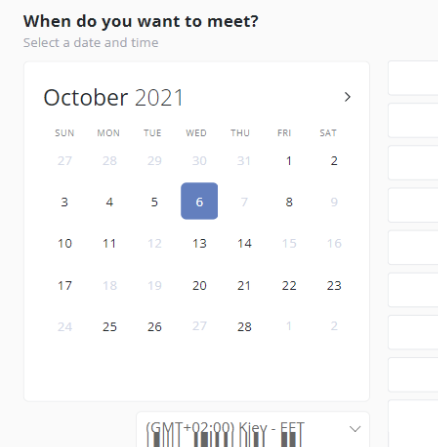 When do you want to meet?
Select a date and time
October 2021
SUN MON TUE WED THU FRI SAT
27 28 29 30 31 1 2
3 4 5 6 7 8 9
10 11 12 13 14 15 16
17 18 19 20 21 22 23
24 25 26 27 28 1 2
(GMT+02:00) Kiev - EET